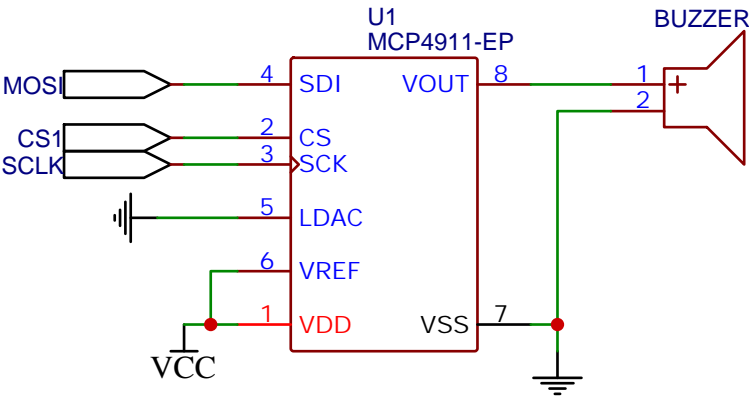 U1
MCP4911-EP
BUZZER
MOSI
4
SDI
VOUT
8
1
2
CS1
2
CS
SCLK
3
SCK
5
LDAC
6
VREF
1
VDD
VSS
7
VCC